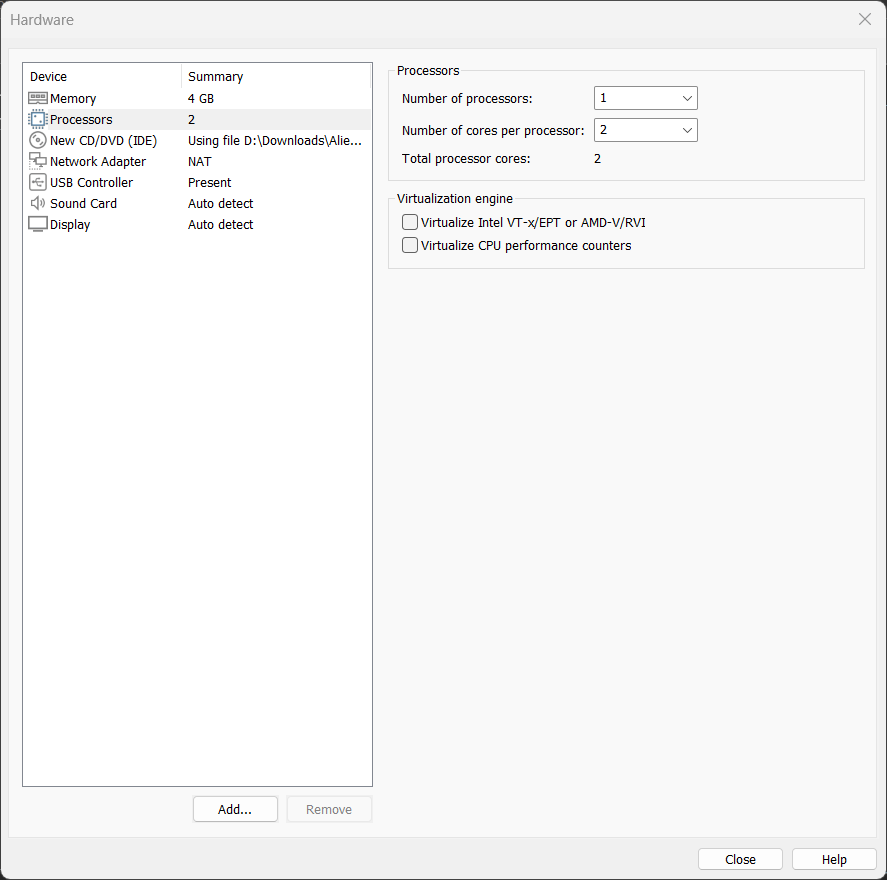 Hardware
Device Summary
Memory 4 GB
Processors 2
New CD/DVD (IDE) Using file D:\Downloads\Alie...
Network Adapter NAT
USB Controller Present
Sound Card Auto detect
Display Auto detect
Add... Remove
Processors
Number of processors: 1
Number of cores per processor: 2
Total processor cores: 2
Virtualization engine
Virtualize Intel VT-x/EPT or AMD-V/RVI
Virtualize CPU performance counters
Close Help